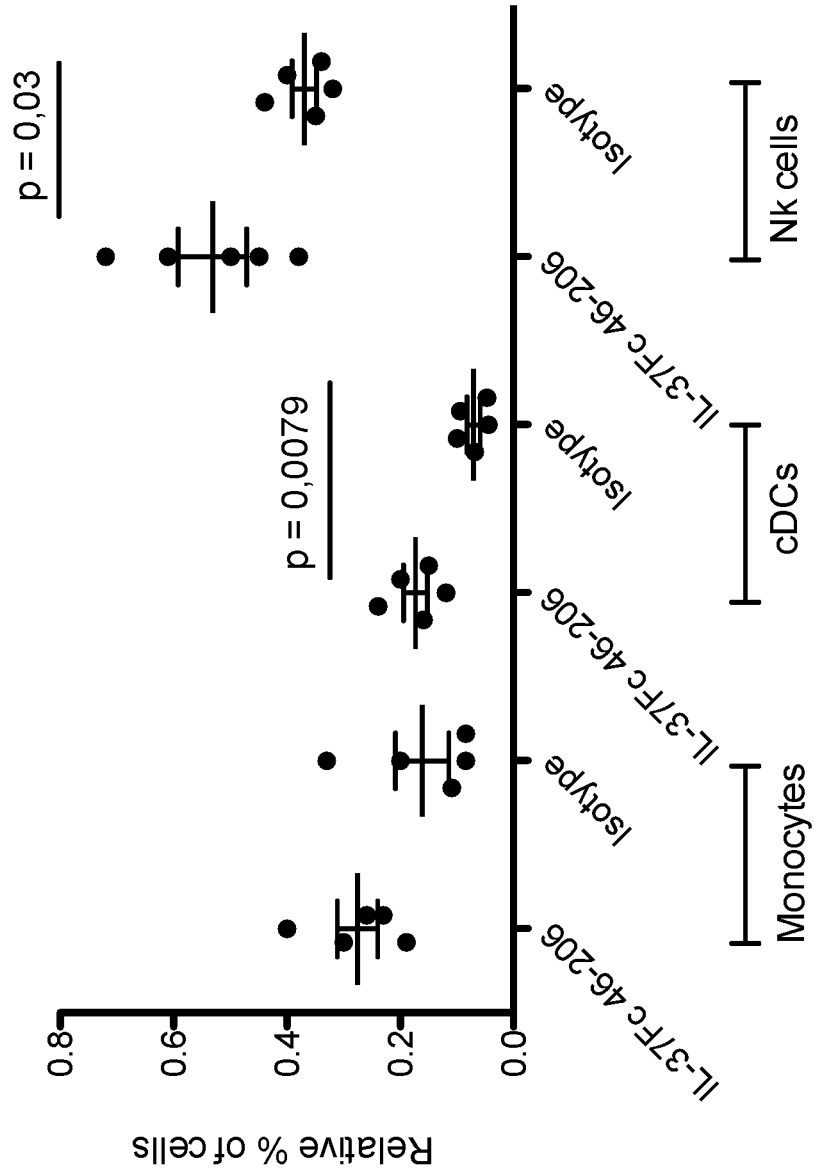 p = 0,03
p = 0,0079
Relative % of cells
0.8
0.6
0.4
0.2
0.0
IL-37Fc 46-206
Isotype
IL-37Fc 46-206
Isotype
IL-37Fc 46-206
Isotype
Monocytes
cDCs
Nk cells